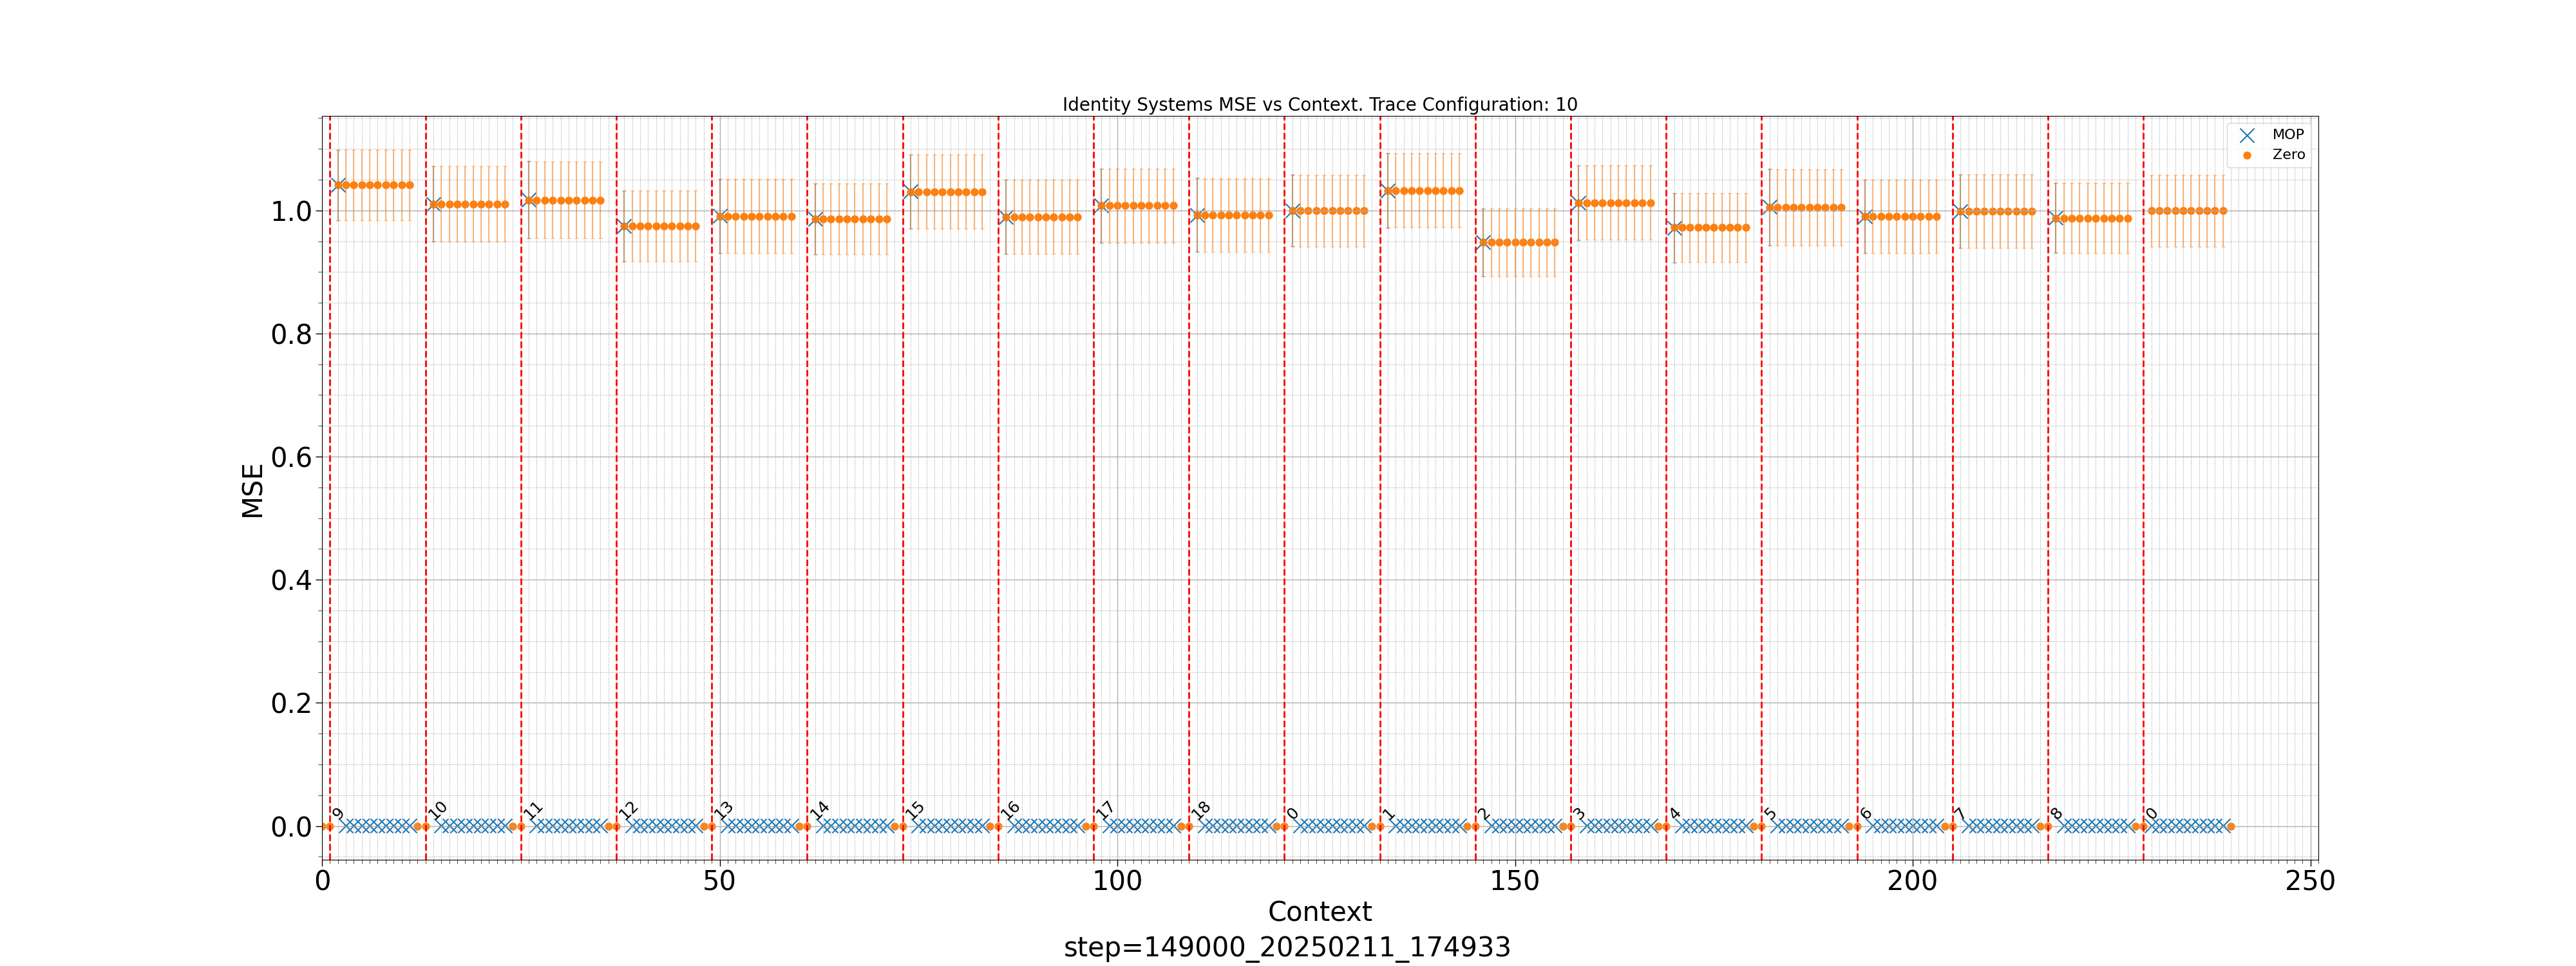 Identity Systems MSE vs Context. Trace Configuration: 10
MOP
Zero
1.0
0.8
0.6
0.4
0.2
0.0
MSE
9 10 11 12 13 14 15 16 17 18 0 1 2 3 4 5 6 7 8 0
0 50 100 150 200 250
Context
step=149000_20250211_174933